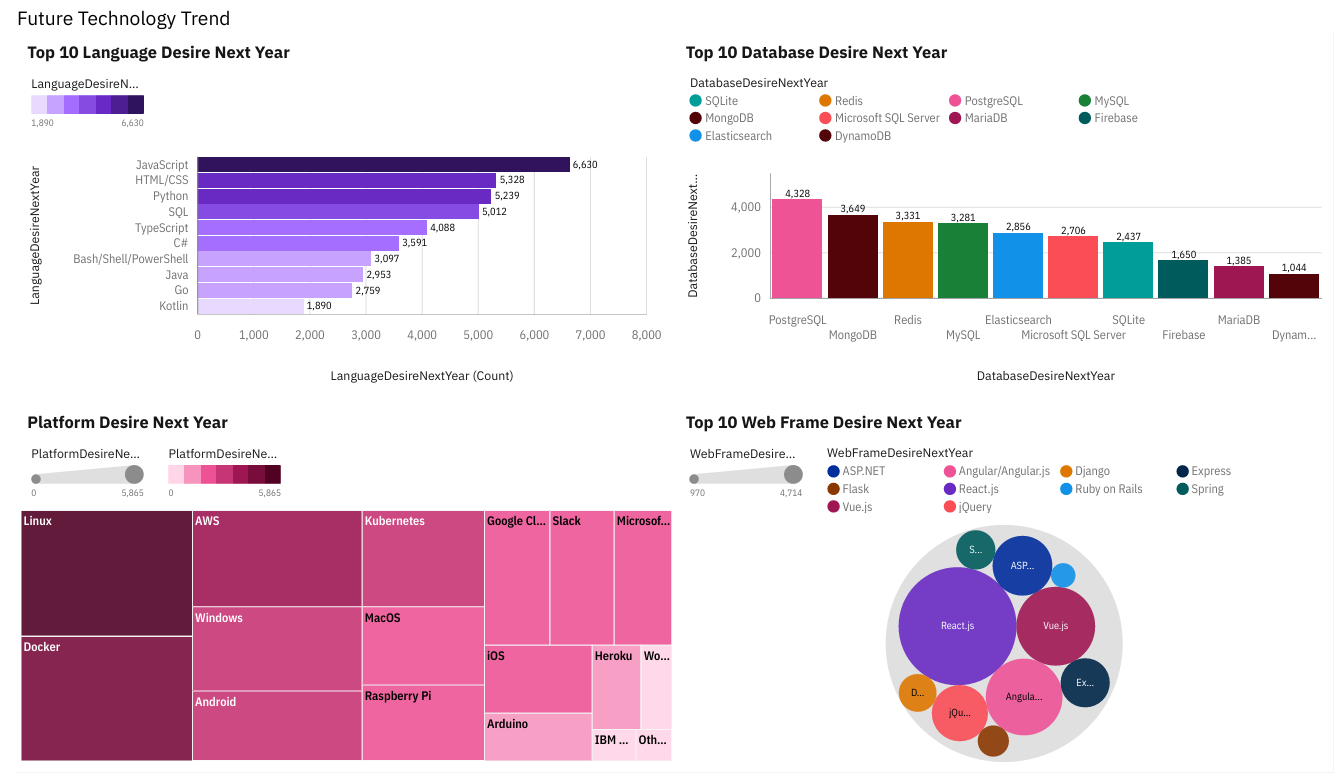 Future Technology Trend
Top 10 Language Desire Next Year
LanguageDesireN...
1,890 6,630
LanguageDesireNextYear
JavaScript 6,630
HTML/CSS 5,328
Python 5,239
SQL 5,012
TypeScript 4,088
C# 3,591
Bash/Shell/PowerShell 3,097
Java 2,953
Go 2,759
Kotlin 1,890
0 1,000 2,000 3,000 4,000 5,000 6,000 7,000 8,000
LanguageDesireNextYear (Count)
Top 10 Database Desire Next Year
DatabaseDesireNextYear
SQLite Redis PostgreSQL MySQL
MongoDB Microsoft SQL Server MariaDB Firebase
Elasticsearch DynamoDB
DatabaseDesireNext...
4,000
2,000
0
4,328 3,649 3,331 3,281 2,856 2,706 2,437 1,650 1,385 1,044
PostgreSQL Redis Elasticsearch SQLite MariaDB
MongoDB MySQL Microsoft SQL Server Firebase Dynam...
DatabaseDesireNextYear
Platform Desire Next Year
PlatformDesireNe... PlatformDesireNe...
0 5,865 0 5,865
Linux AWS Kubernetes Google Cl... Slack Microsof...
Windows MacOS
Docker iOS Heroku Wo...
Android Raspberry Pi
Arduino IBM ... Oth...
Top 10 Web Frame Desire Next Year
WebFrameDesire... WebFrameDesireNextYear
970 4,714
ASP.NET Angular/Angular.js Django Express
Flask React.js Ruby on Rails Spring
Vue.js jQuery
S... ASP...
React.js Vue.js
D... jQu... Angula... Ex...